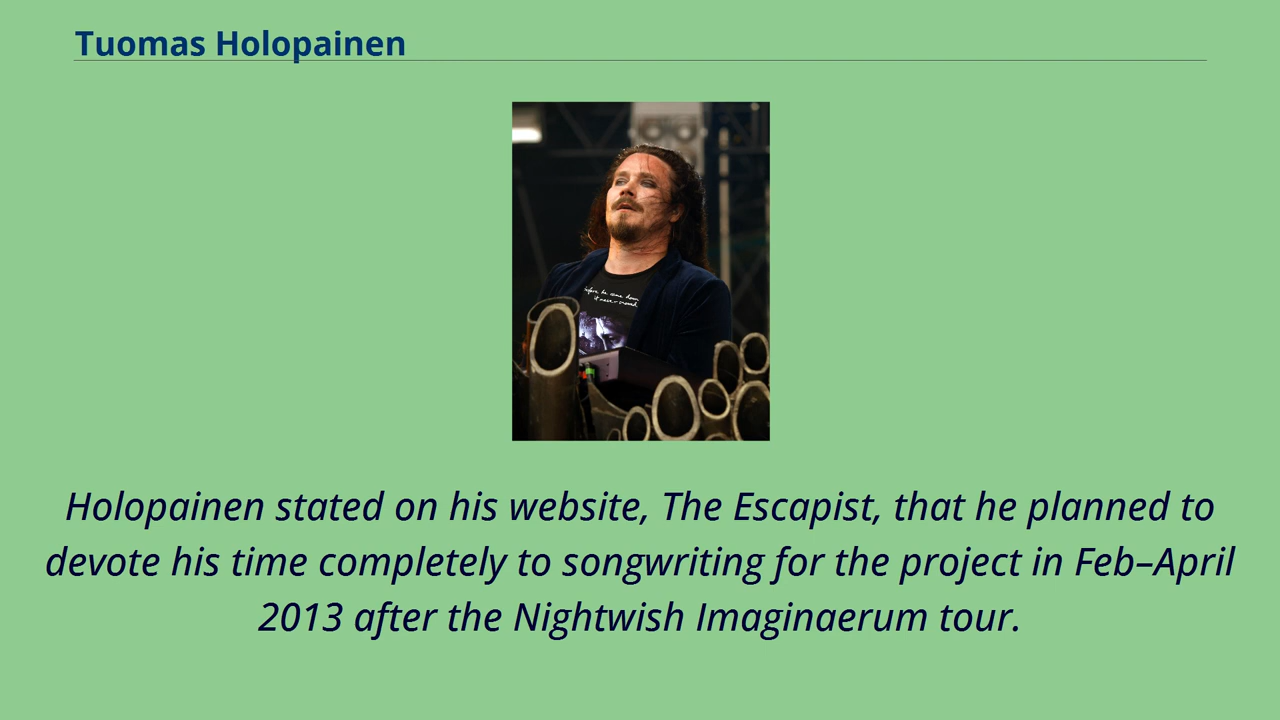 Tuomas Holopainen
Holopainen stated on his website, The Escapist, that he planned to
devote his time completely to songwriting for the project in Feb–April
2013 after the Nightwish Imaginaerum tour.